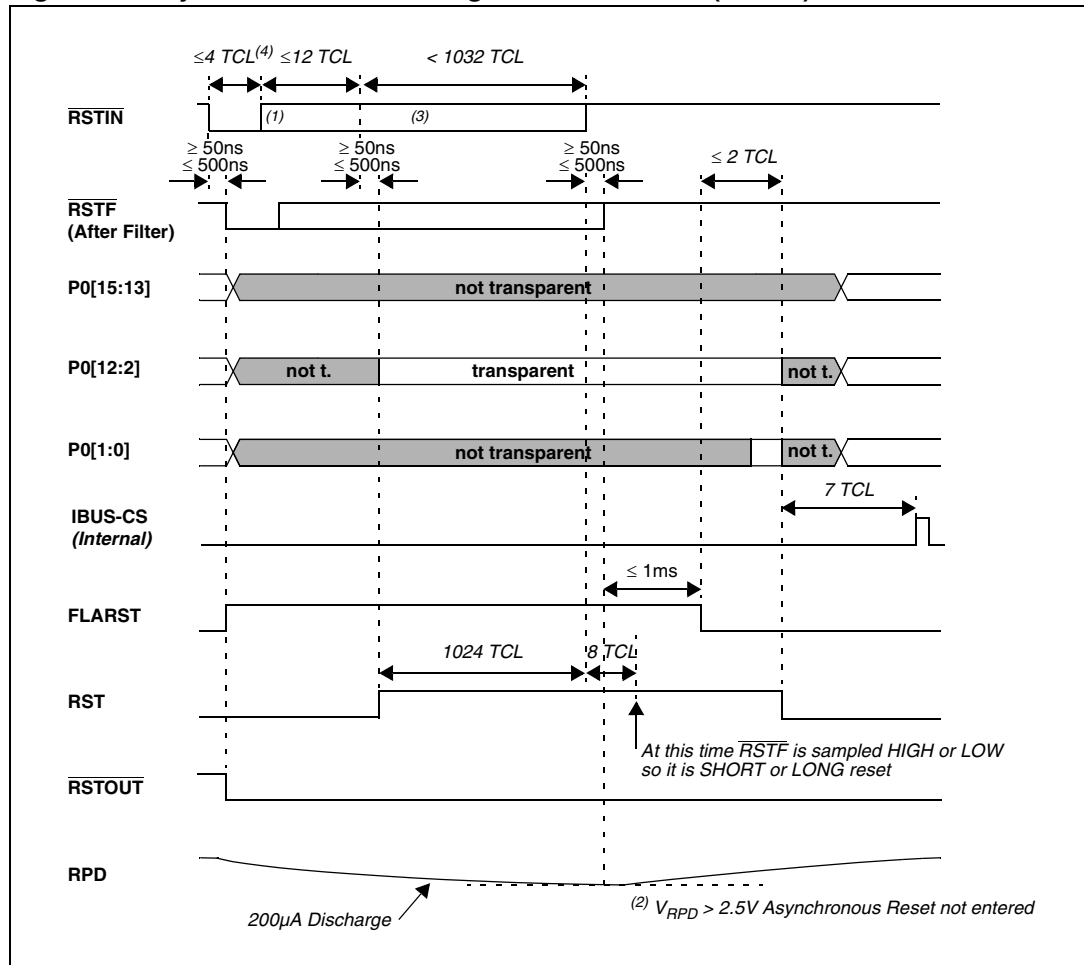 ≤4 TCL(4) ≤12 TCL < 1032 TCL
RSTIN
(1) (3)
≥ 50ns ≥ 50ns ≥ 50ns
≤ 500ns ≤ 500ns ≤ 500ns
≤ 2 TCL
RSTF
(After Filter)
P0[15:13]
not transparent
P0[12:2]
not t. transparent not t.
P0[1:0]
not transparent not t.
7 TCL
IBUS-CS
(Internal)
≤ 1ms
FLARST
1024 TCL 8 TCL
RST
At this time RSTF is sampled HIGH or LOW
so it is SHORT or LONG reset
RSTOUT
RPD
200µA Discharge
(2) VRPD > 2.5V Asynchronous Reset not entered